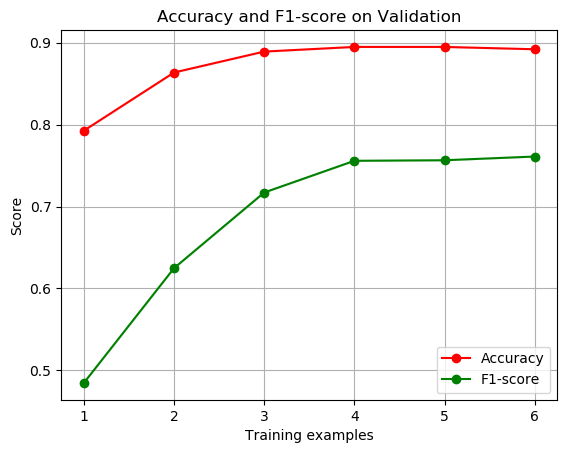 Accuracy and F1-score on Validation
0.9
0.8
0.7
0.6
0.5
Score
1 2 3 4 5 6
Training examples
Accuracy
F1-score